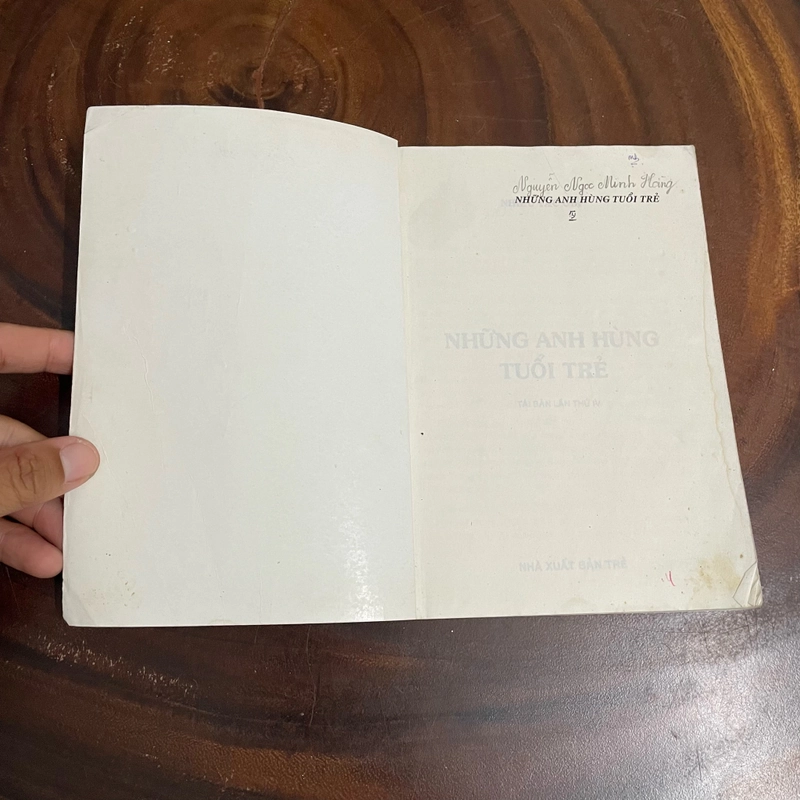 Nguyễn Ngọc Minh Hằng
NHỮNG ANH HÙNG TUỔI TRẺ
NHỮNG ANH HÙNG
TUỔI TRẺ
TÁI BẢN LẦN THỨ IV
NHÀ XUẤT BẢN TRẺ